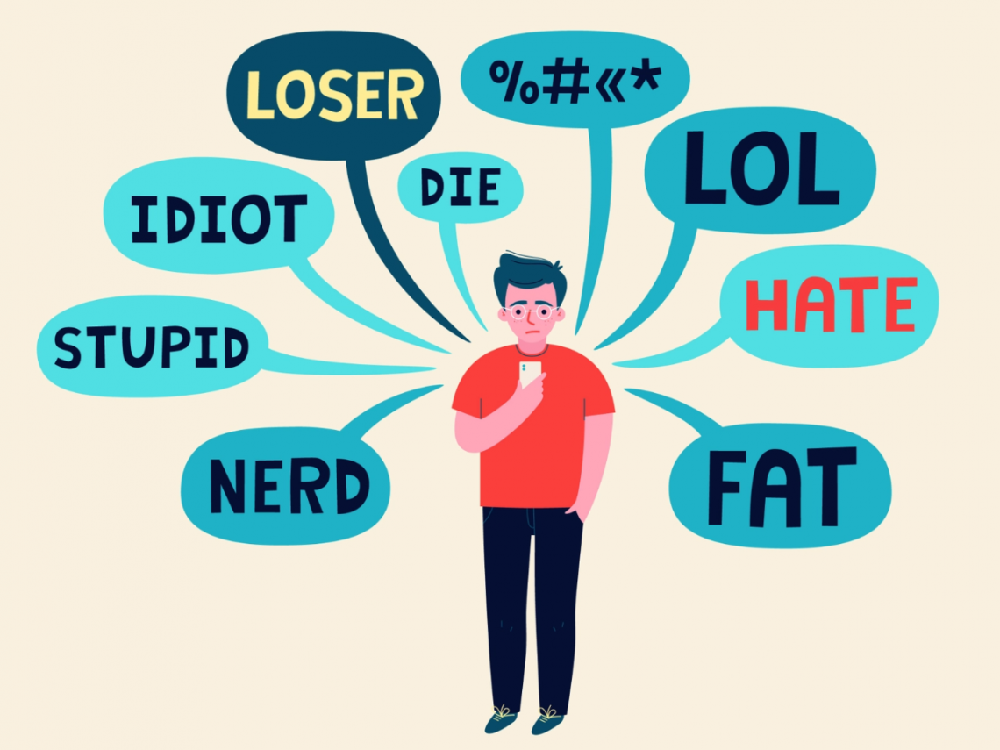 LOSER
%#«*
DIE
LOL
IDIOT
HATE
STUPID
NERD
FAT